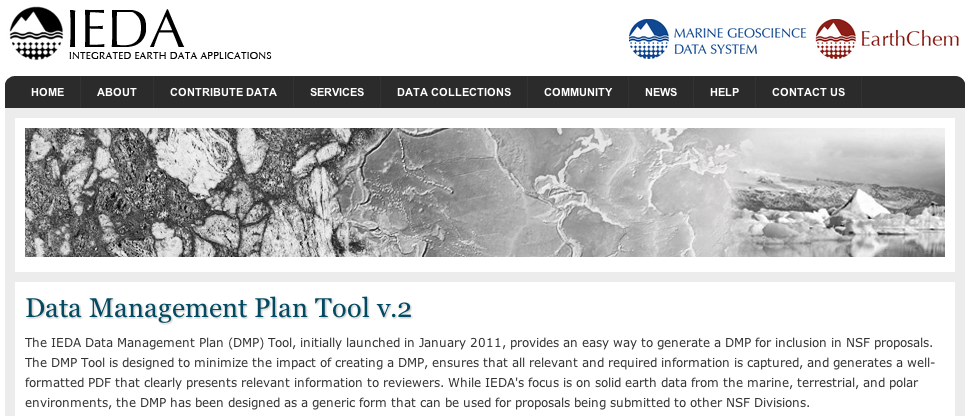 IEDA
INTEGRATED EARTH DATA APPLICATIONS
MARINE GEOSCIENCE
DATA SYSTEM
EarthChem
HOME ABOUT CONTRIBUTE DATA SERVICES DATA COLLECTIONS COMMUNITY NEWS HELP CONTACT US
Data Management Plan Tool v.2
The IEDA Data Management Plan (DMP) Tool, initially launched in January 2011, provides an easy way to generate a DMP for inclusion in NSF proposals.
The DMP Tool is designed to minimize the impact of creating a DMP, ensures that all relevant and required information is captured, and generates a well-
formatted PDF that clearly presents relevant information to reviewers. While IEDA's focus is on solid earth data from the marine, terrestrial, and polar
environments, the DMP has been designed as a generic form that can be used for proposals being submitted to other NSF Divisions.